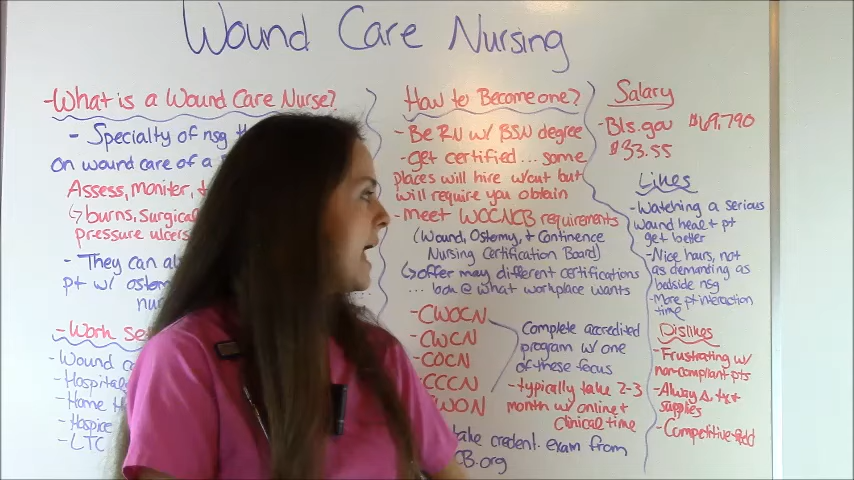 Wound Care Nursing
-What is a Wound Care Nurse?
- Specialty of nsg
on wound care of a
Assess, Moniter,
↳burns, Surgical
pressure ulcers
- They can al
pt w/ ostom
nur
-Work Se
-Wound ca
-Hospital
-Home H
-Hospice
-LTC
How to Become one?
- Be RN w/ BSN degree
-get certified... some
places will hire w/out but
will require you obtain
- meet WOCNCB requirements
(Wound, Ostomy, + Continence
Nursing Certification Board)
↳offer may different certifications
... look @ what workplace wants
-CWOCN
-CWCN
-COCN
-CCCN
CWON
Complete accredited
program w/ one
of these focus
-typically take 2-3
month w/ online +
clinical time
take credent. exam from
CB.org
Salary
-Bls.gov $69,790
$33.55
Likes
-Watching a serious
wound heal + pt
get better
-Nice hours, not
as demanding as
bedside nsg
-More pt interaction
time
Dislikes
-Frustrating w/
non-compliant pts
-Always
supplies
-Competitive field